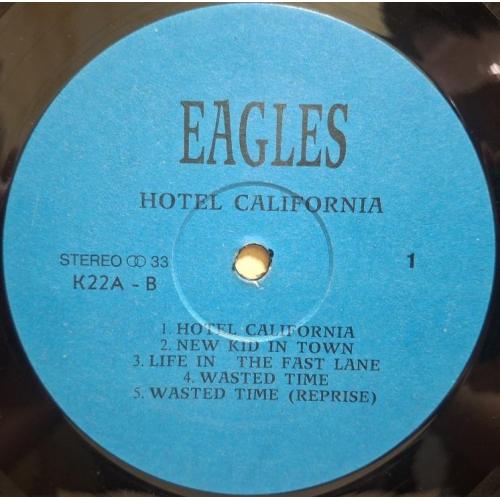 EAGLES
HOTEL CALIFORNIA
STEREO ꝏ 33 1
K22A - B
1. HOTEL CALIFORNIA
2. NEW KID IN TOWN
3. LIFE IN THE FAST LANE
4. WASTED TIME
5. WASTED TIME (REPRISE)